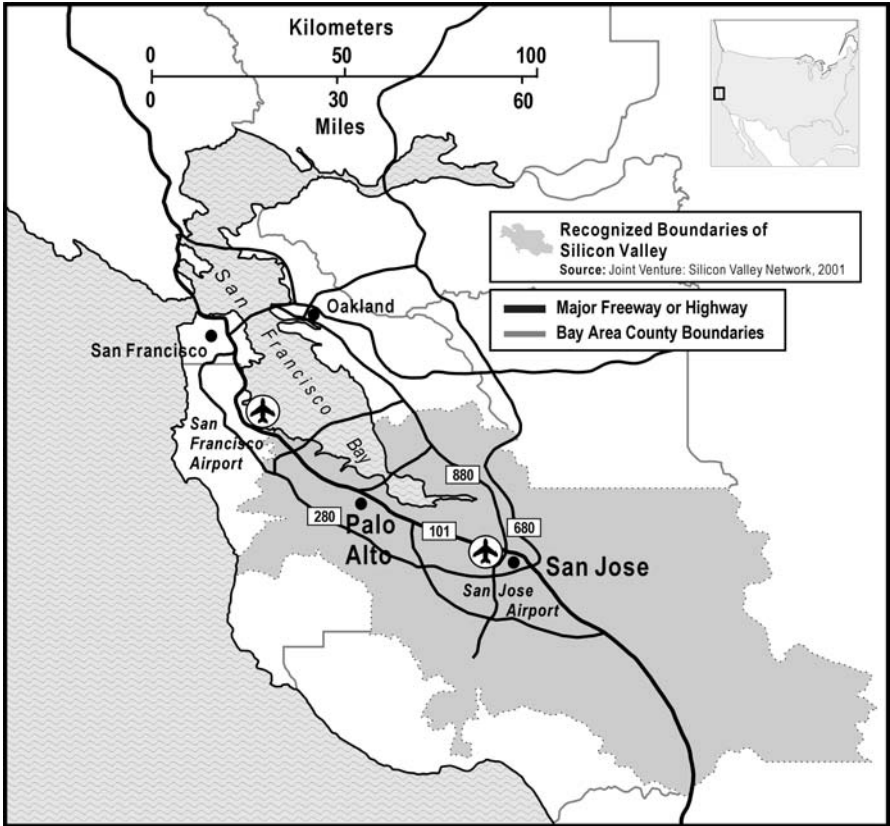 Kilometers
0 50 100
0 30 60
Miles
Recognized Boundaries of
Silicon Valley
Source: Joint Venture: Silicon Valley Network, 2001
Major Freeway or Highway
Bay Area County Boundaries
San
Francisco
Bay
Oakland
San Francisco
San
Francisco
Airport
880
280
101
680
Palo
Alto
San Jose
San Jose
Airport